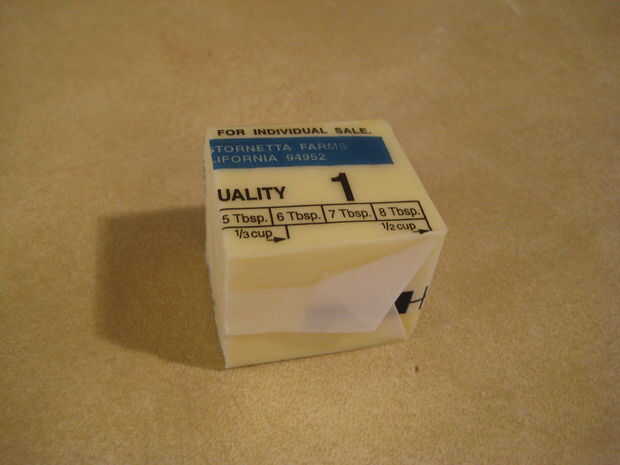 FOR INDIVIDUAL SALE.
STORNETTA FARMS
LIFORNIA 94952
UALITY 1
5 Tbsp. 6 Tbsp. 7 Tbsp. 8 Tbsp.
1/3 cup 1/2 cup
H